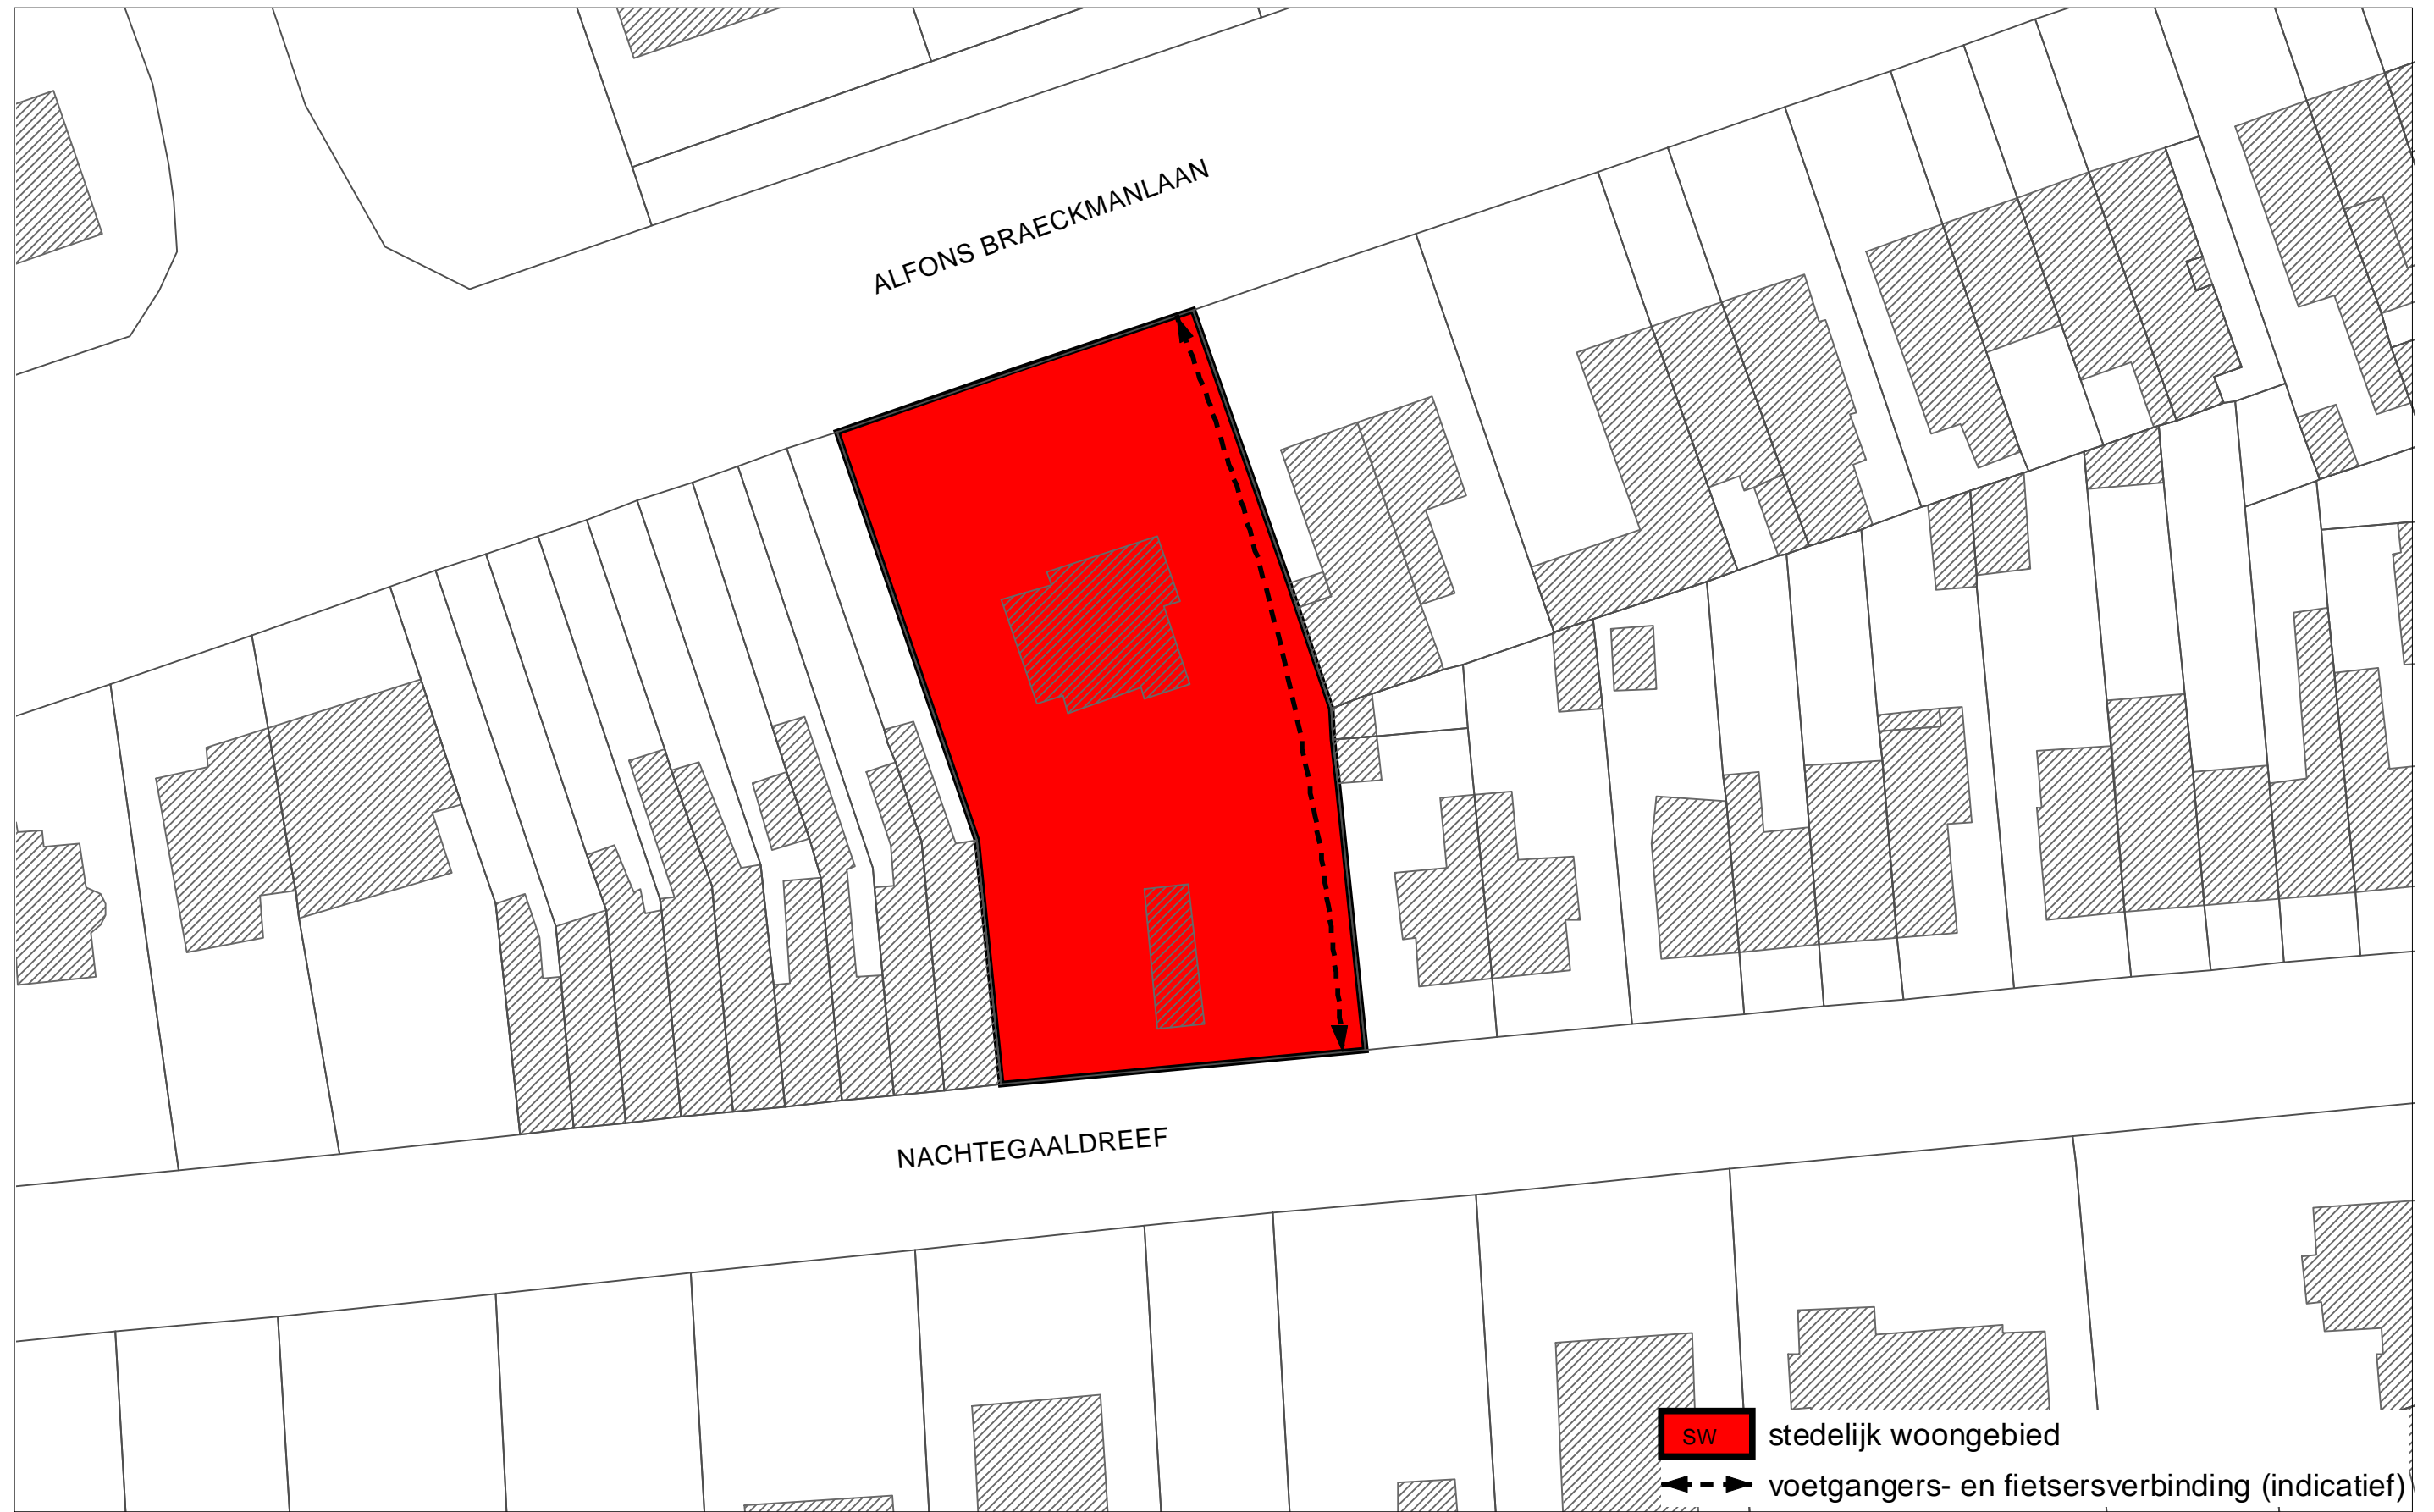 ALFONS BRAECKMANLAAN
NACHTEGAALDREEF
SW stedelijk woongebied
voetgangers- en fietsersverbinding (indicatief)